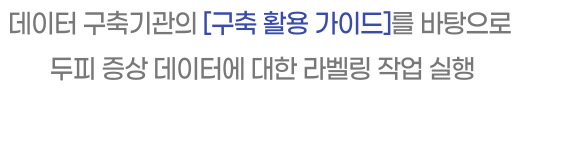 데이터 구축기관의 [구축 활용 가이드]를 바탕으로
두피 증상 데이터에 대한 라벨링 작업 실행